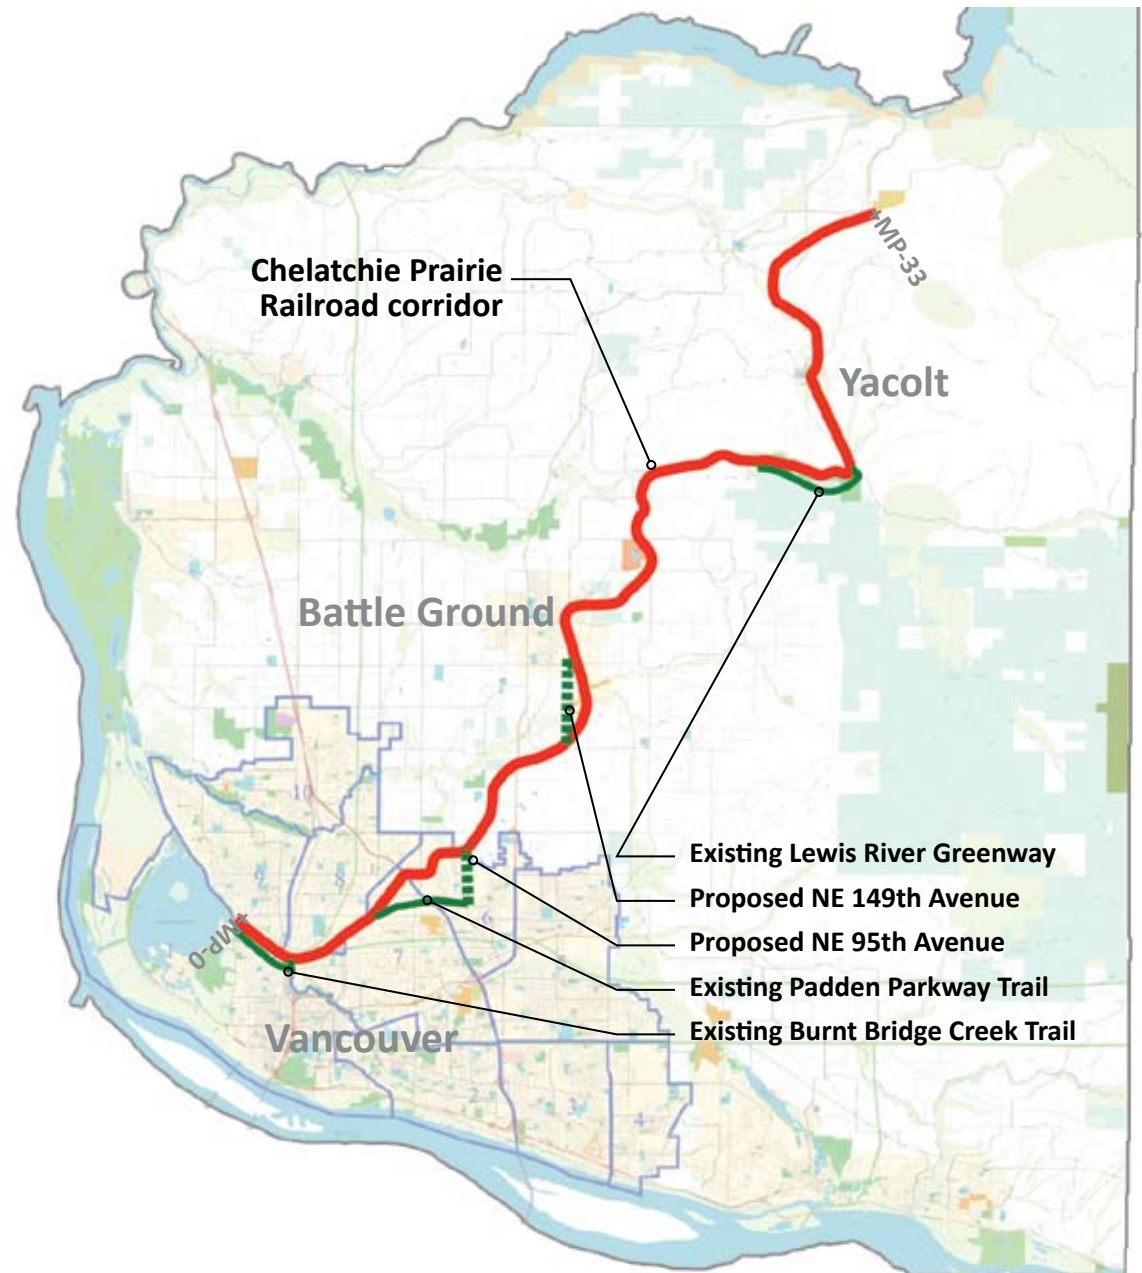 MP-33
Chelatchie Prairie
Railroad corridor
Yacolt
Battle Ground
10
9
8
6
7
Existing Lewis River Greenway
Proposed NE 149th Avenue
Proposed NE 95th Avenue
Existing Padden Parkway Trail
Existing Burnt Bridge Creek Trail
MP-0
Vancouver
2
3
4